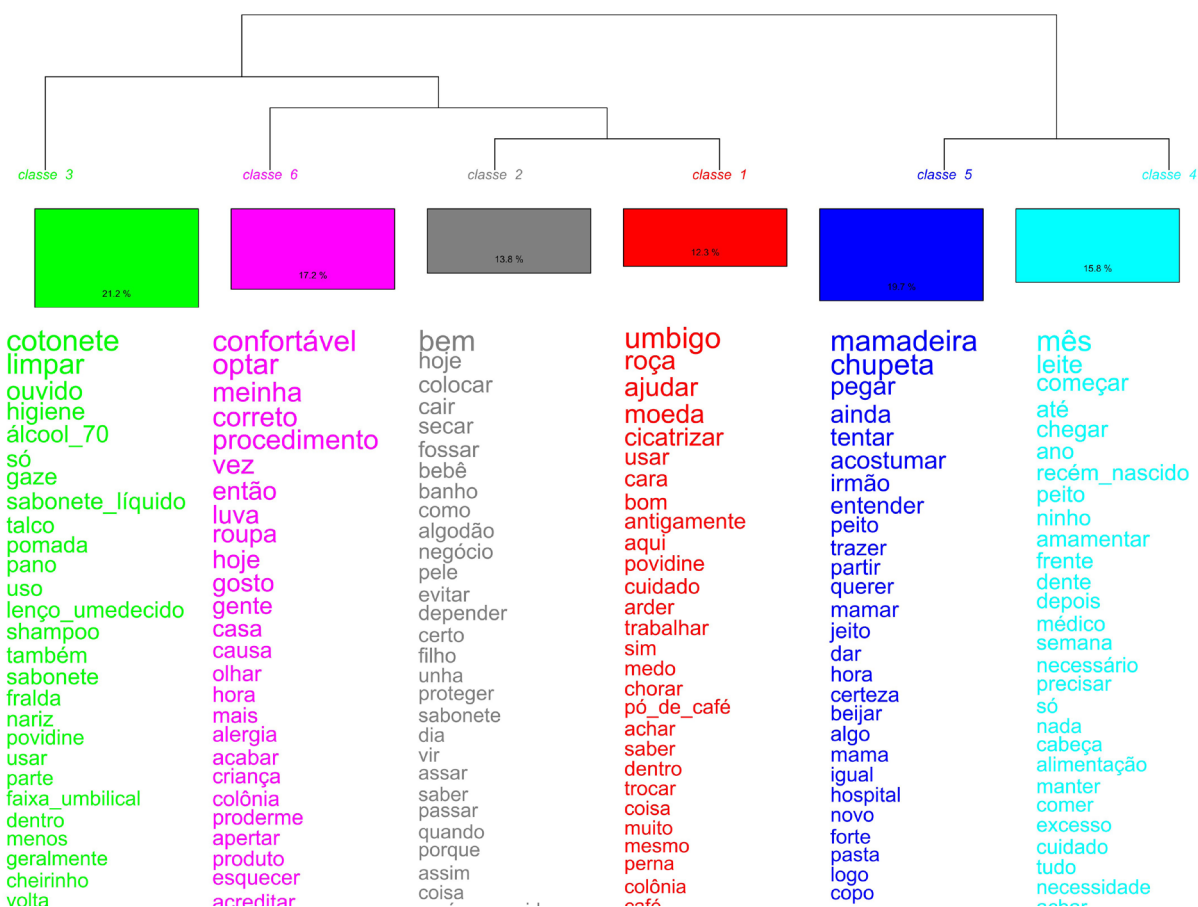 classe 3
classe 6
classe 2
classe 1
classe 5
classe 4
21.2 %
17.2 %
13.8 %
12.3 %
19.7 %
15.8 %
cotonete
limpar
ouvido
higiene
álcool_70
só
gaze
sabonete_líquido
talco
pomada
pano
uso
lenço_umedecido
shampoo
também
sabonete
fralda
nariz
povidine
usar
parte
faixa_umbilical
dentro
menos
geralmente
cheirinho
volta
confortável
optar
meinha
correto
procedimento
vez
então
luva
roupa
hoje
gosto
gente
casa
causa
olhar
hora
mais
alergia
acabar
criança
colônia
proderme
apertar
produto
esquecer
acreditar
bem
hoje
colocar
cair
secar
fossar
bebê
banho
como
algodão
negócio
pele
evitar
depender
certo
filho
unha
proteger
sabonete
dia
vir
assar
saber
passar
quando
porque
assim
coisa
umbigo
roça
ajudar
moeda
cicatrizar
usar
cara
bom
antigamente
aqui
povidine
cuidado
arder
trabalhar
sim
medo
chorar
pó_de_café
achar
saber
dentro
trocar
coisa
muito
mesmo
perna
colônia
café
mamadeira
chupeta
pegar
ainda
tentar
acostumar
irmão
entender
peito
trazer
partir
querer
mamar
jeito
dar
hora
certeza
beijar
algo
mama
igual
hospital
novo
forte
pasta
logo
copo
mês
leite
começar
até
chegar
ano
recém_nascido
peito
ninho
amamentar
frente
dente
depois
médico
semana
necessário
precisar
só
nada
cabeça
alimentação
manter
comer
excesso
cuidado
tudo
necessidade
achar